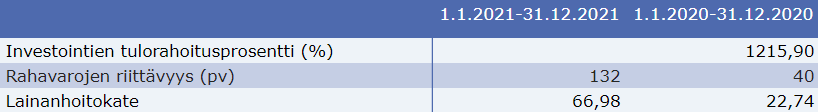 1.1.2021-31.12.2021 1.1.2020-31.12.2020
Investointien tulorahoitusprosentti (%) 1215,90
Rahavarojen riittävyys (pv) 132 40
Lainanhoitokate 66,98 22,74